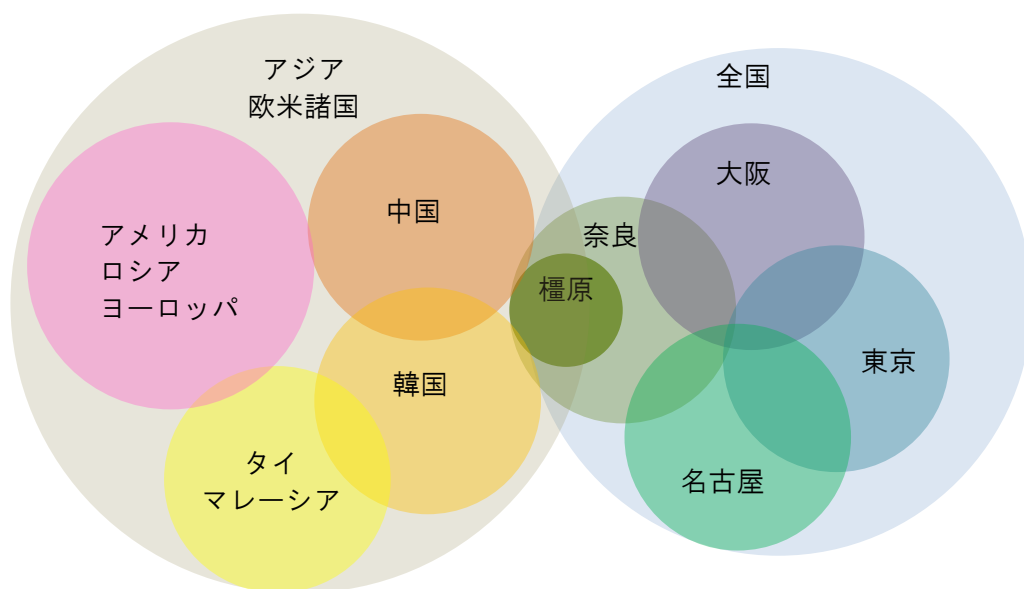 アジア
欧米諸国
アメリカ
ロシア
ヨーロッパ
中国
韓国
タイ
マレーシア
全国
大阪
奈良
橿原
東京
名古屋